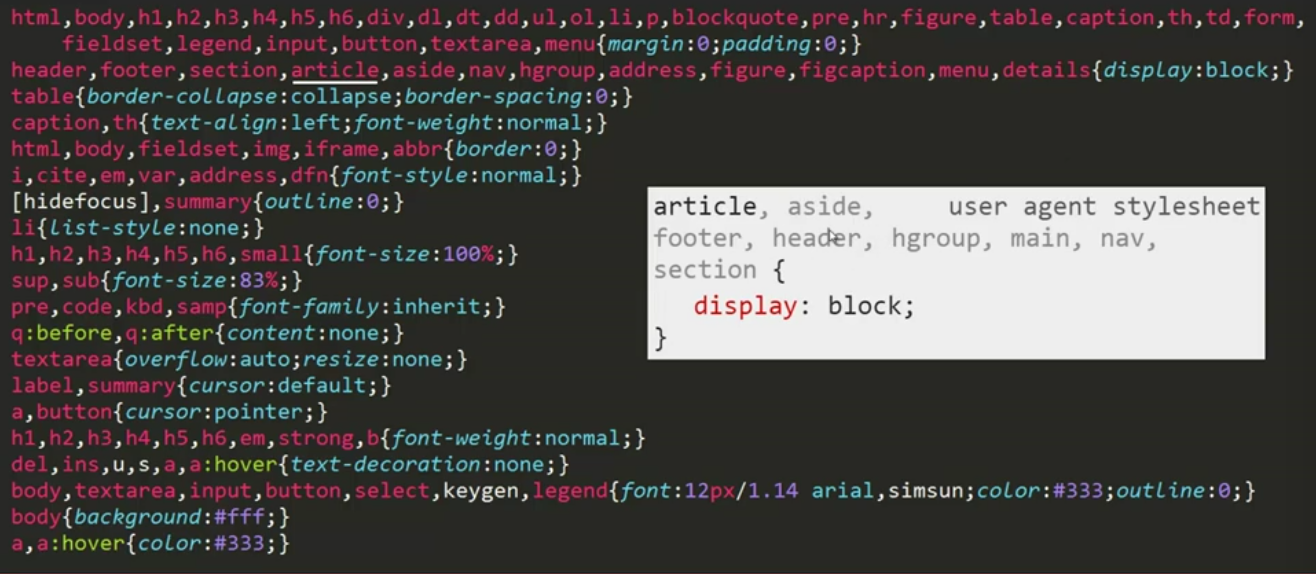 html,body,h1,h2,h3,h4,h5,h6,div,dl,dt,dd,ul,ol,li,p,blockquote,pre,hr,figure,table,caption,th,td,form,
fieldset,legend,input,button,textarea,menu{margin:0;padding:0;}
header,footer,section,article,aside,nav,hgroup,address,figure,figcaption,menu,details{display:block;}
table{border-collapse:collapse;border-spacing:0;}
caption,th{text-align:left;font-weight:normal;}
html,body,fieldset,img,iframe,abbr{border:0;}
i,cite,em,var,address,dfn{font-style:normal;}
[hidefocus],summary{outline:0;}
li{list-style:none;}
h1,h2,h3,h4,h5,h6,small{font-size:100%;}
sup,sub{font-size:83%;}
pre,code,kbd,samp{font-family:inherit;}
q:before,q:after{content:none;}
textarea{overflow:auto;resize:none;}
label,summary{cursor:default;}
a,button{cursor:pointer;}
h1,h2,h3,h4,h5,h6,em,strong,b{font-weight:normal;}
del,ins,u,s,a,a:hover{text-decoration:none;}
body,textarea,input,button,select,keygen,legend{font:12px/1.14 arial,simsun;color:#333;outline:0;}
body{background:#fff;}
a,a:hover{color:#333;}
article, aside, user agent stylesheet
footer, header, hgroup, main, nav,
section {
display: block;
}